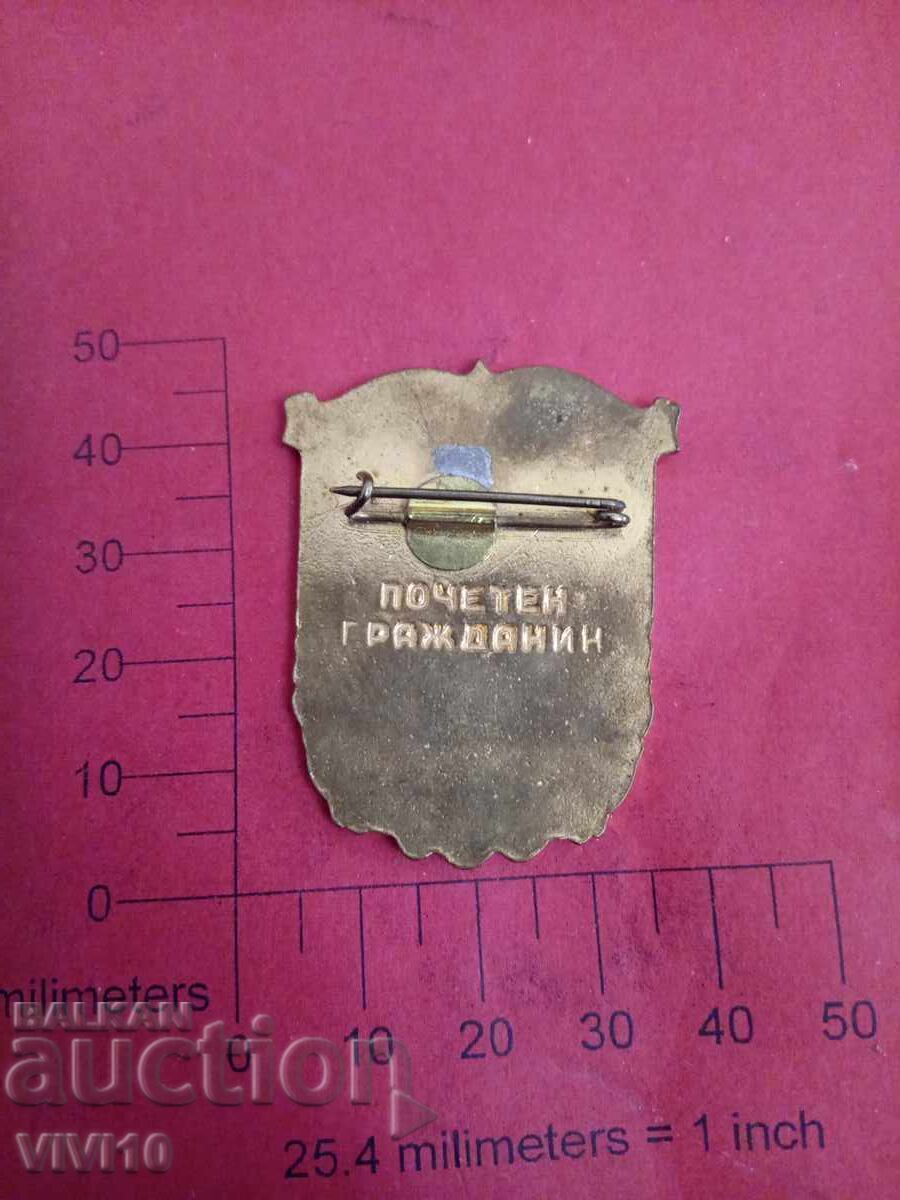 50
40
30
ПОЧЕТЕН
ГРАЖДАНИН
20
10
0
milimeters
0 10 20 30 40 50
25.4 milimeters = 1 inch
BALKAN
auction
VIVI10